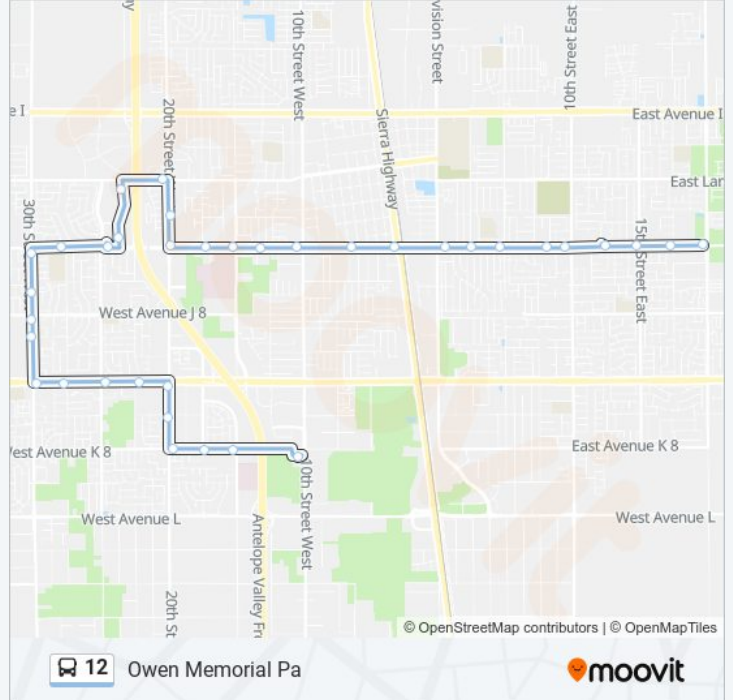 ay
10th Street West
vision Street
10th Street East
e I
20th Street
Sierra Highway
East Avenue I
East Lan
30th S
15th Street East
West Avenue J 8
West Avenue K 8
10th Street West
East Avenue K 8
West Avenue L
Antelope Valley Fr
West Avenue L
20th St
© OpenStreetMap contributors | © OpenMapTiles
12 Owen Memorial Pa
moovit